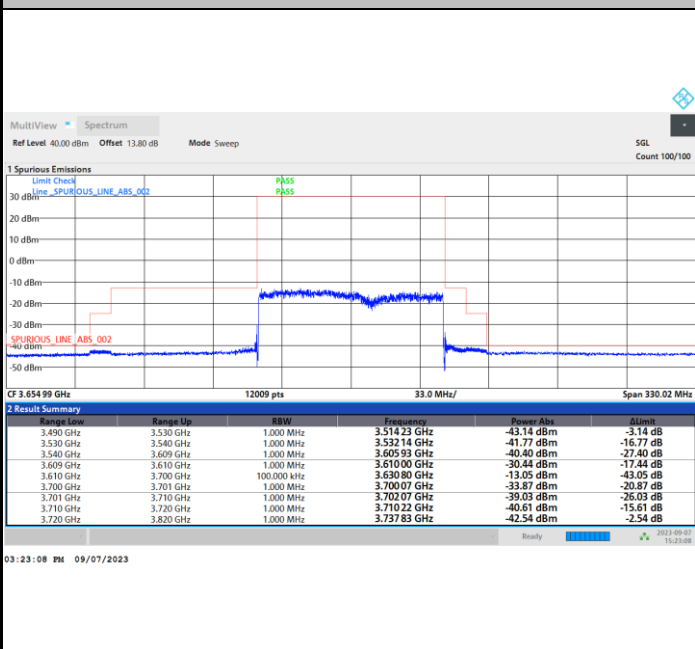 MultiView Spectrum
Ref Level 40.00 dBm Offset 13.80 dB Mode Sweep SGL
Count 100/100
1 Spurious Emissions
Limit Check PASS
Line _SPURIOUS_LINE_ABS_002 PASS
30 dBm
20 dBm
10 dBm
0 dBm
-10 dBm
-20 dBm
-30 dBm
SPURIOUS_LINE_ABS_002
-40 dBm
-50 dBm
CF 3.654 99 GHz 12009 pts 33.0 MHz/ Span 330.02 MHz
2 Result Summary
Range Low Range Up RBW Frequency Power Abs ΔLimit
3.490 GHz 3.530 GHz 1.000 MHz 3.514 23 GHz -43.14 dBm -3.14 dB
3.530 GHz 3.540 GHz 1.000 MHz 3.532 14 GHz -41.77 dBm -16.77 dB
3.540 GHz 3.609 GHz 1.000 MHz 3.605 93 GHz -40.40 dBm -27.40 dB
3.609 GHz 3.610 GHz 1.000 MHz 3.610 00 GHz -30.44 dBm -17.44 dB
3.610 GHz 3.700 GHz 100.000 kHz 3.630 80 GHz -13.05 dBm -43.05 dB
3.700 GHz 3.701 GHz 1.000 MHz 3.700 07 GHz -33.87 dBm -20.87 dB
3.701 GHz 3.710 GHz 1.000 MHz 3.702 07 GHz -39.03 dBm -26.03 dB
3.710 GHz 3.720 GHz 1.000 MHz 3.710 22 GHz -40.61 dBm -15.61 dB
3.720 GHz 3.820 GHz 1.000 MHz 3.737 83 GHz -42.54 dBm -2.54 dB
Ready 2023-09-07
15:23:08
03:23:08 PM 09/07/2023